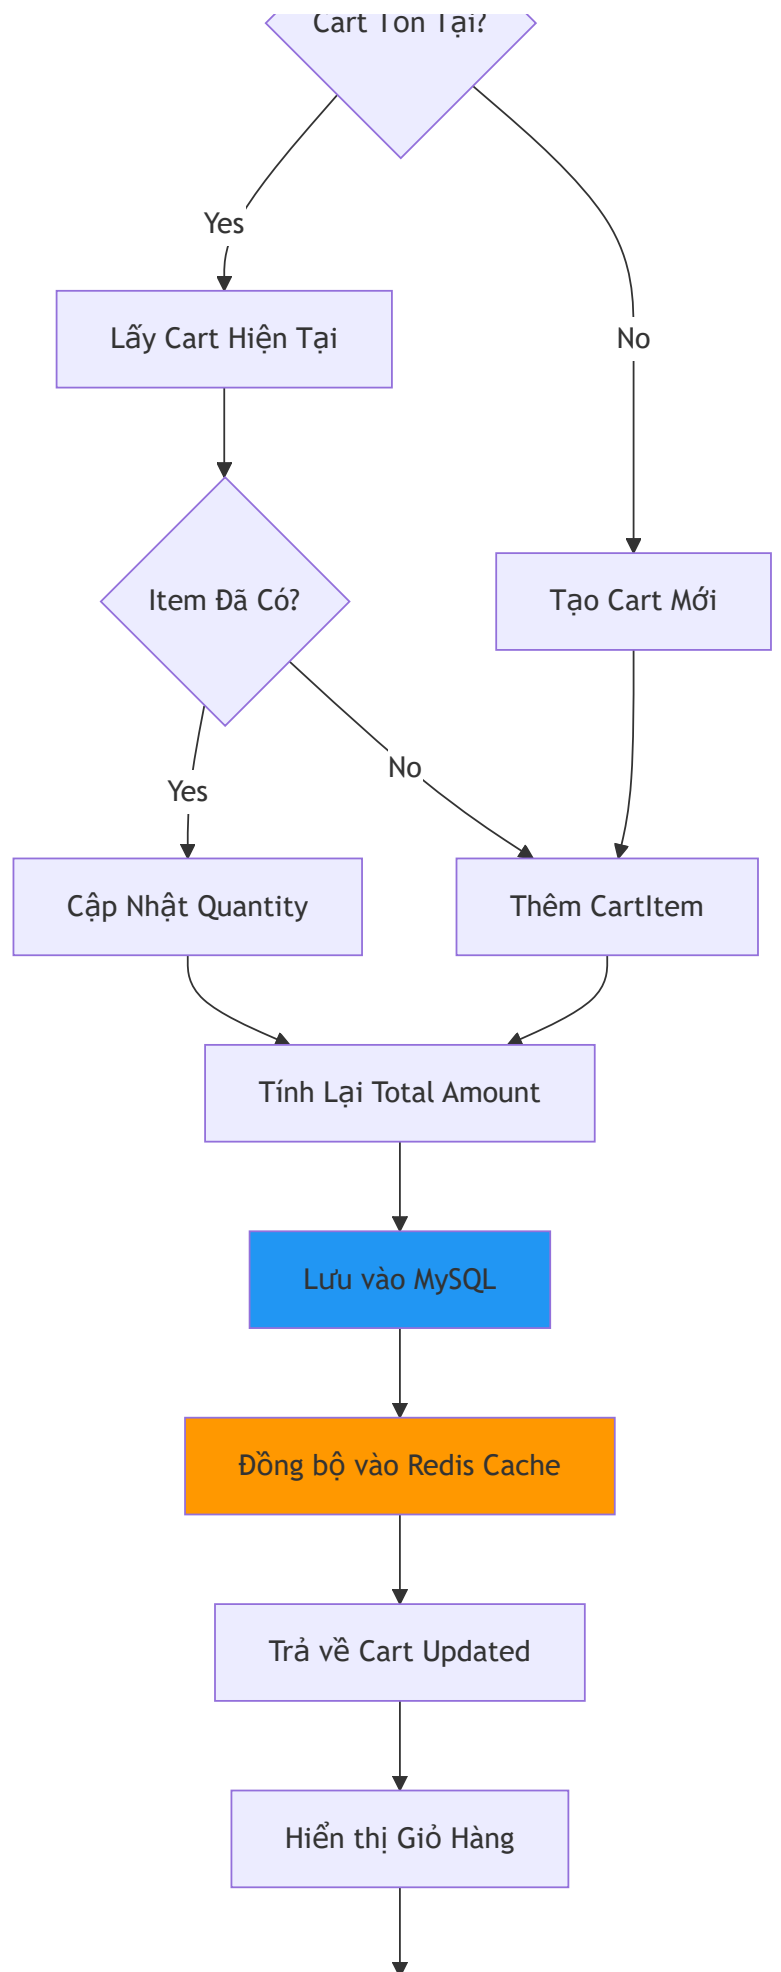 Cart Tồn Tại?
Yes
Lấy Cart Hiện Tại
No
Item Đã Có?
Tạo Cart Mới
No
Yes
Cập Nhật Quantity
Thêm CartItem
Tính Lại Total Amount
Lưu vào MySQL
Đồng bộ vào Redis Cache
Trả về Cart Updated
Hiển thị Giỏ Hàng